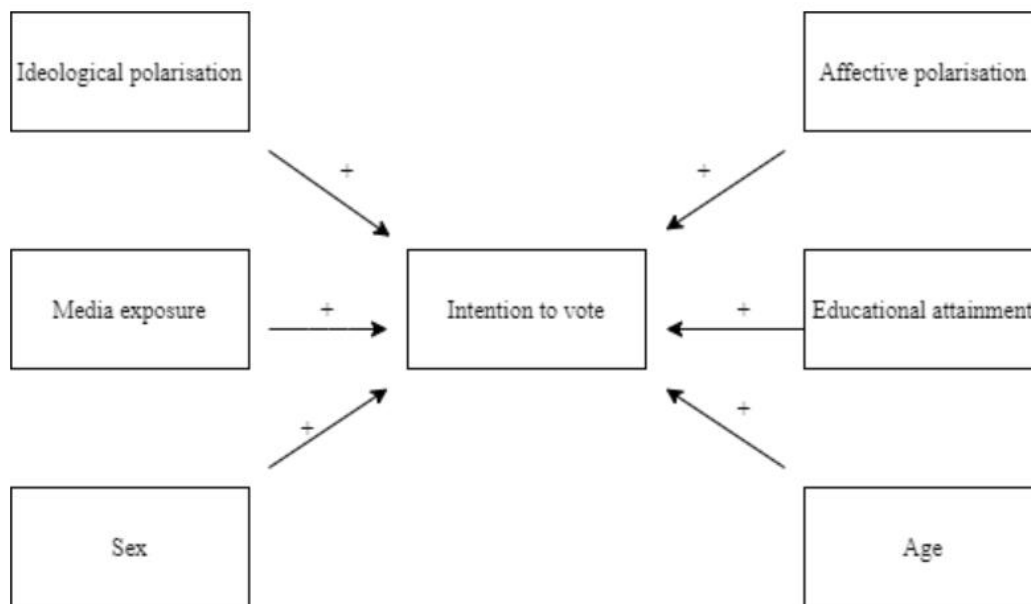 Ideological polarisation
Affective polarisation
+
+
Media exposure
+
Intention to vote
+
Educational attainment
+
+
Sex
Age